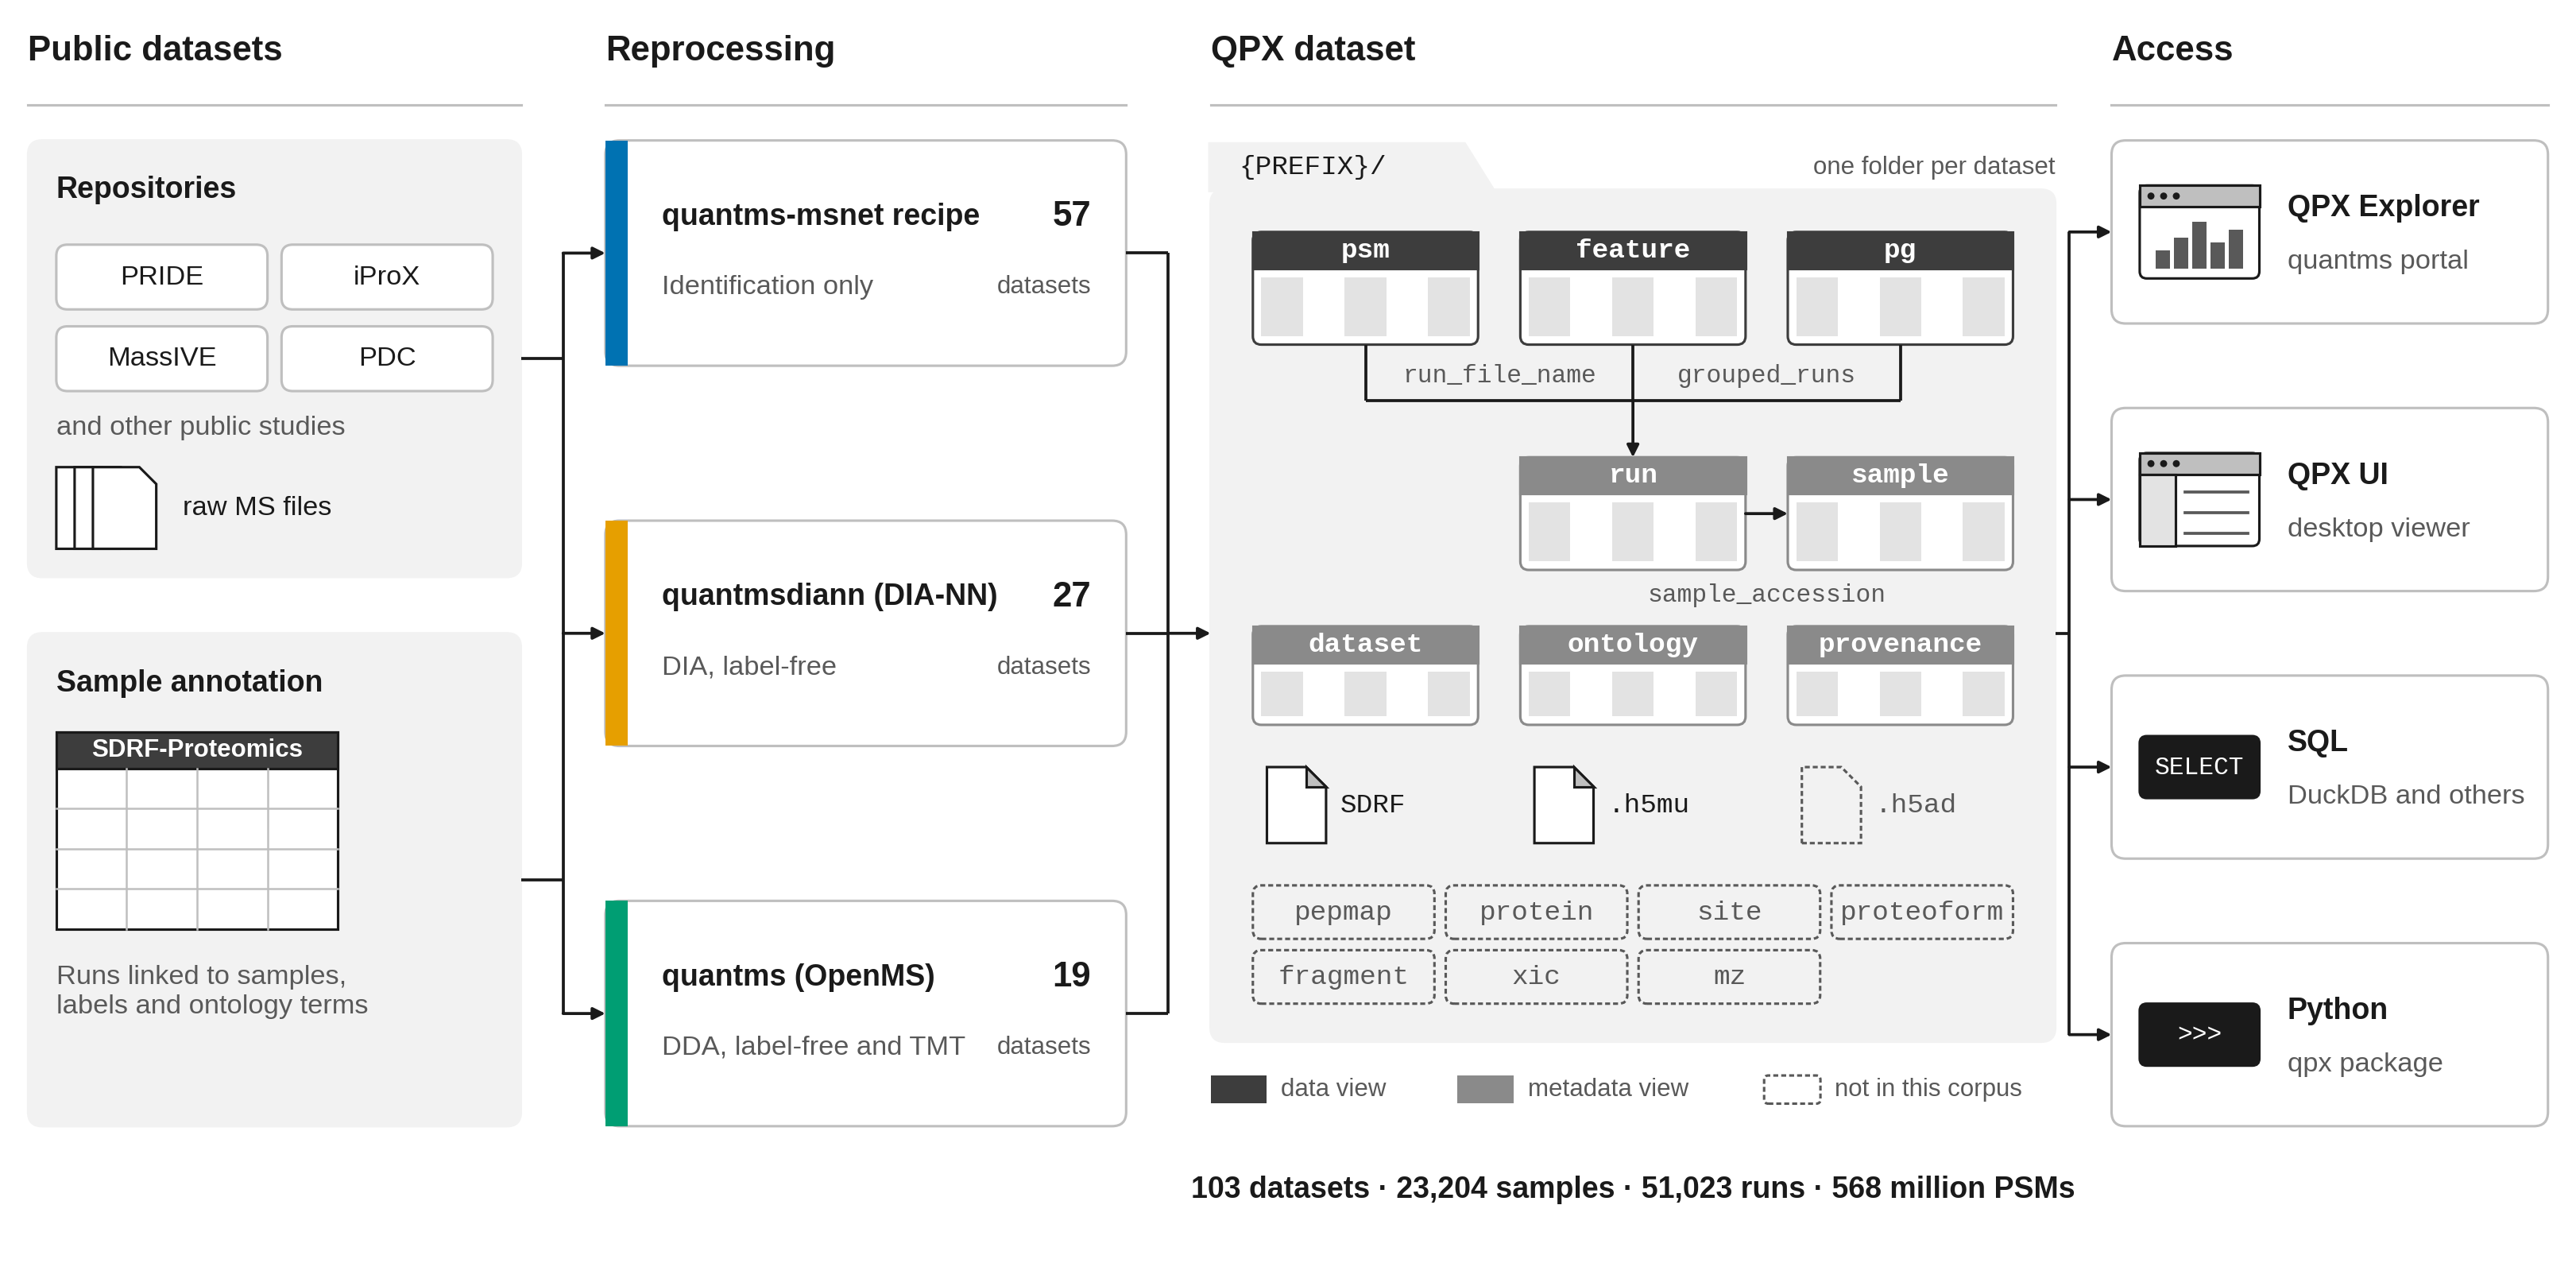 Public datasets
Repositories
PRIDE
iProX
MassIVE
PDC
and other public studies
raw MS files
Sample annotation
SDRF-Proteomics
Runs linked to samples,
labels and ontology terms
Reprocessing
quantms-msnet recipe
57
Identification only
datasets
quantmsdiann (DIA-NN)
27
DIA, label-free
datasets
quantms (OpenMS)
19
DDA, label-free and TMT
datasets
QPX dataset
{PREFIX}/
one folder per dataset
psm
feature
pg
run_file_name
grouped_runs
run
sample
sample_accession
dataset
ontology
provenance
SDRF
.h5mu
.h5ad
pepmap
protein
site
proteoform
fragment
xic
mz
data view
metadata view
not in this corpus
103 datasets · 23,204 samples · 51,023 runs · 568 million PSMs
Access
QPX Explorer
quantms portal
QPX UI
desktop viewer
SELECT
SQL
DuckDB and others
>>>
Python
qpx package